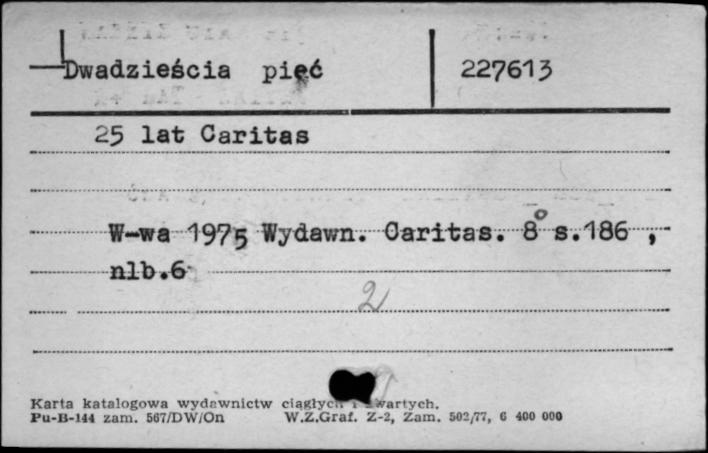 Dwadzieścia pięć 227613
25 lat Caritas
W-wa 1975 Wydawn. Caritas. 8° s.186 ,
nlb.6
2
Karta katalogowa wydawnictw ciągłych i zwartych.
Pu-B-144 zam. 567/DW/On W.Z.Graf. Z-2, Zam. 502/77, 6 400 000